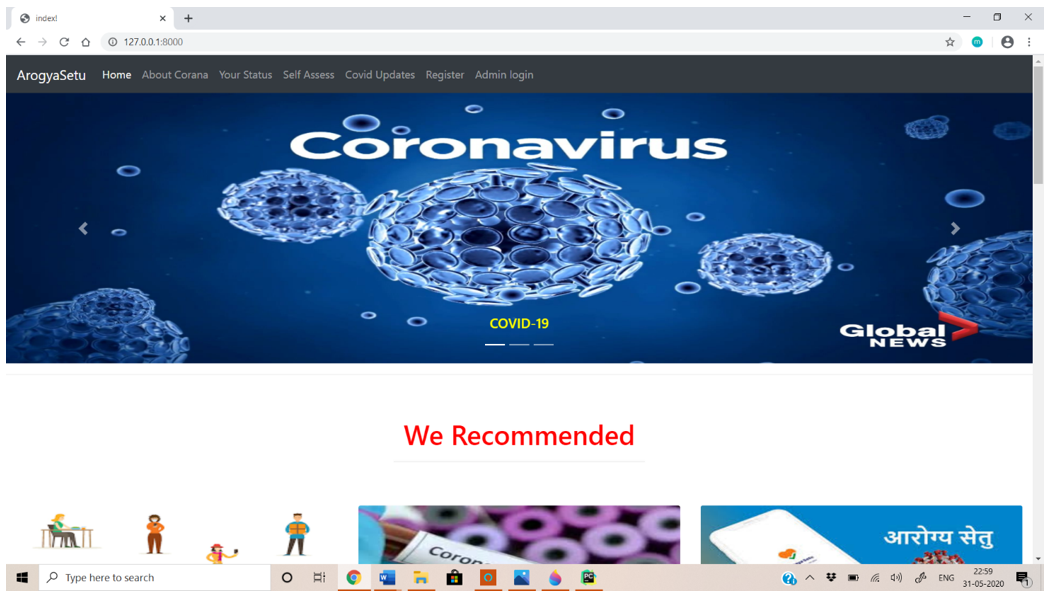 index!
127.0.0.1:8000
ArogyaSetu Home About Corana Your Status Self Assess Covid Updates Register Admin login
Coronavirus
COVID-19
Global
NEWS
We Recommended
Corona
आरोग्य सेतु
Type here to search
ENG
22:59
31-05-2020
1